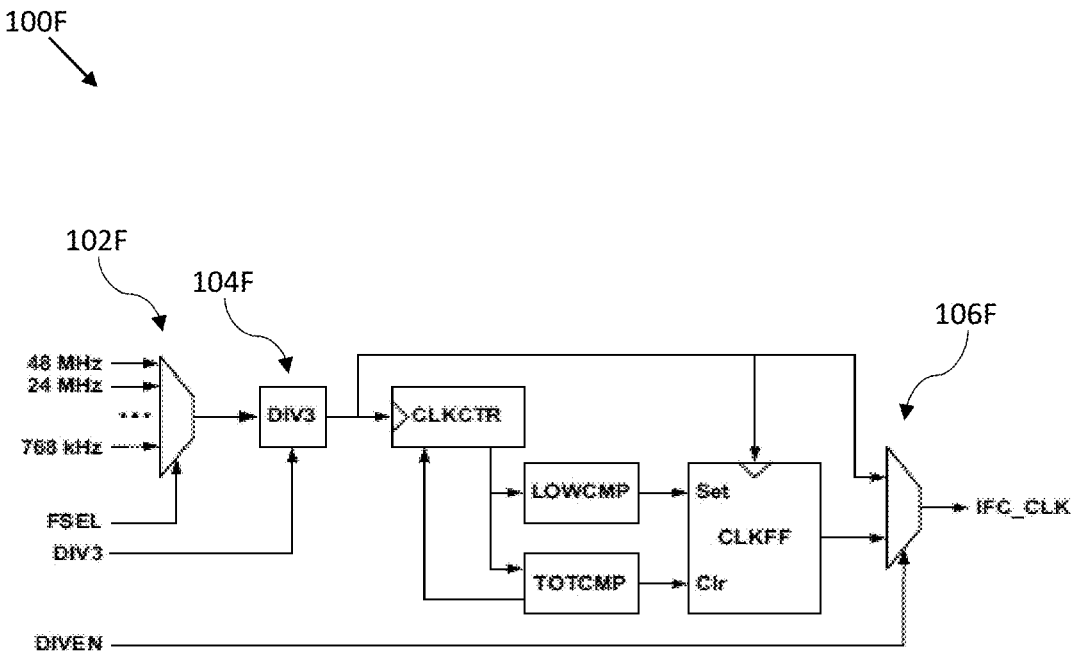 100F
102F
104F
106F
48 MHz
24 MHz
...
768 kHz
DIV3
CLKCTR
LOWCMP
Set
CLKFF
IFC_CLK
FSEL
DIV3
TOTCMP
Clr
DIVEN